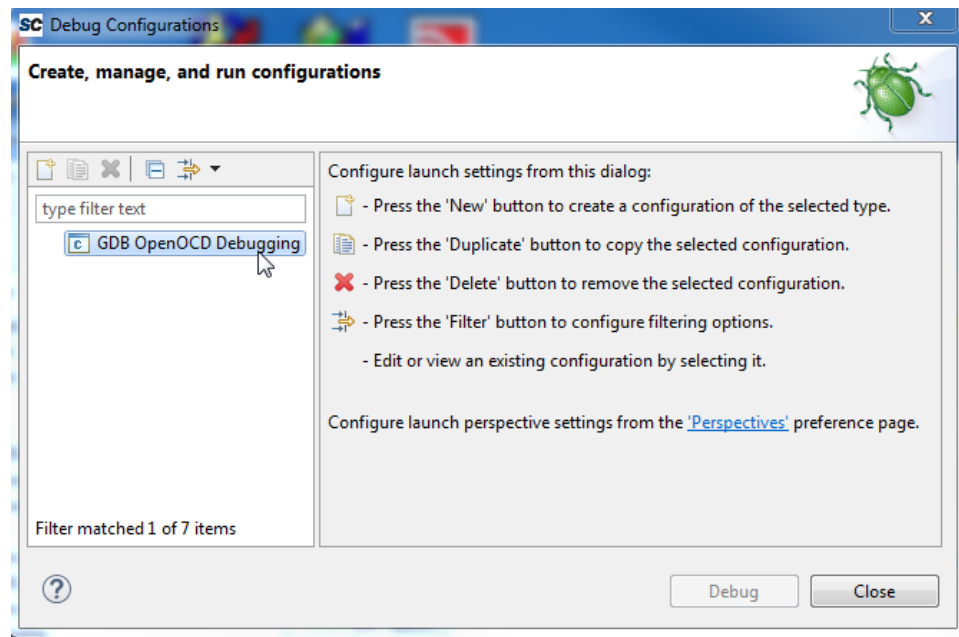 SC Debug Configurations
X
Create, manage, and run configurations
type filter text
c GDB OpenOCD Debugging
Filter matched 1 of 7 items
Configure launch settings from this dialog:
- Press the 'New' button to create a configuration of the selected type.
- Press the 'Duplicate' button to copy the selected configuration.
- Press the 'Delete' button to remove the selected configuration.
- Press the 'Filter' button to configure filtering options.
- Edit or view an existing configuration by selecting it.
Configure launch perspective settings from the 'Perspectives' preference page.
?
Debug
Close